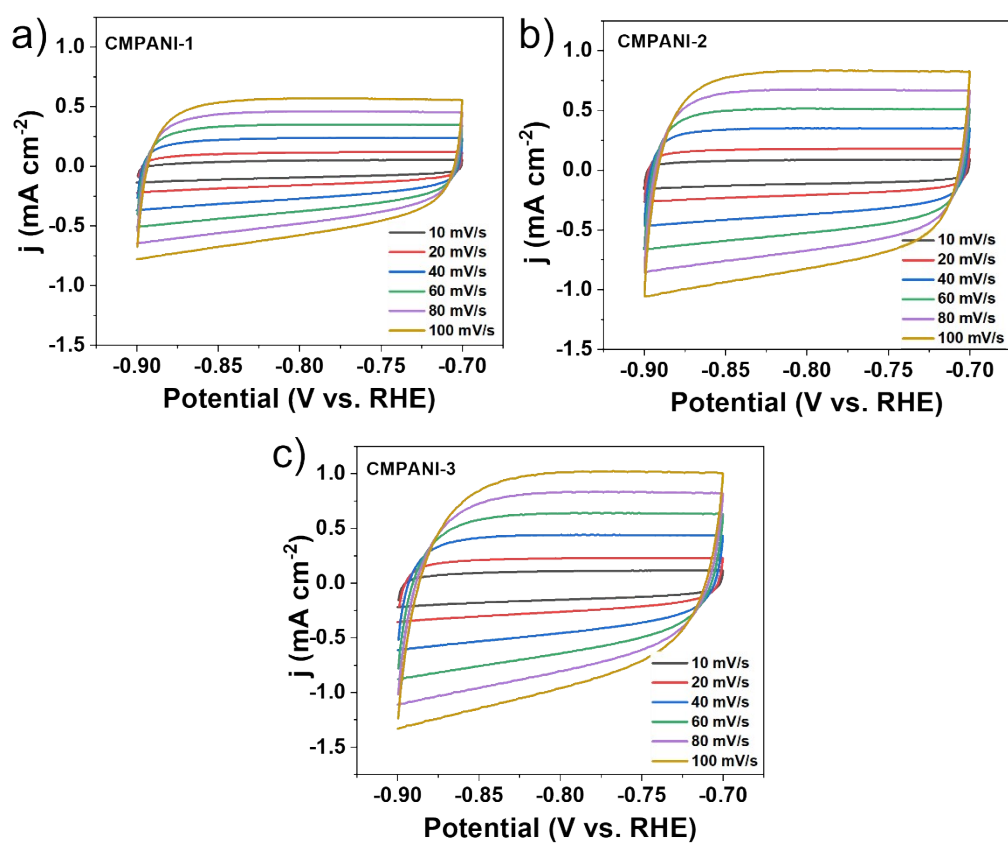 a)
CMPANI-1
1.0
0.5
0.0
-0.5
-1.0
-1.5
j (mA cm-2)
10 mV/s
20 mV/s
40 mV/s
60 mV/s
80 mV/s
100 mV/s
-0.90 -0.85 -0.80 -0.75 -0.70
Potential (V vs. RHE)
b)
CMPANI-2
1.0
0.5
0.0
-0.5
-1.0
-1.5
j (mA cm-2)
10 mV/s
20 mV/s
40 mV/s
60 mV/s
80 mV/s
100 mV/s
-0.90 -0.85 -0.80 -0.75 -0.70
Potential (V vs. RHE)
c)
CMPANI-3
1.0
0.5
0.0
-0.5
-1.0
-1.5
j (mA cm-2)
10 mV/s
20 mV/s
40 mV/s
60 mV/s
80 mV/s
100 mV/s
-0.90 -0.85 -0.80 -0.75 -0.70
Potential (V vs. RHE)